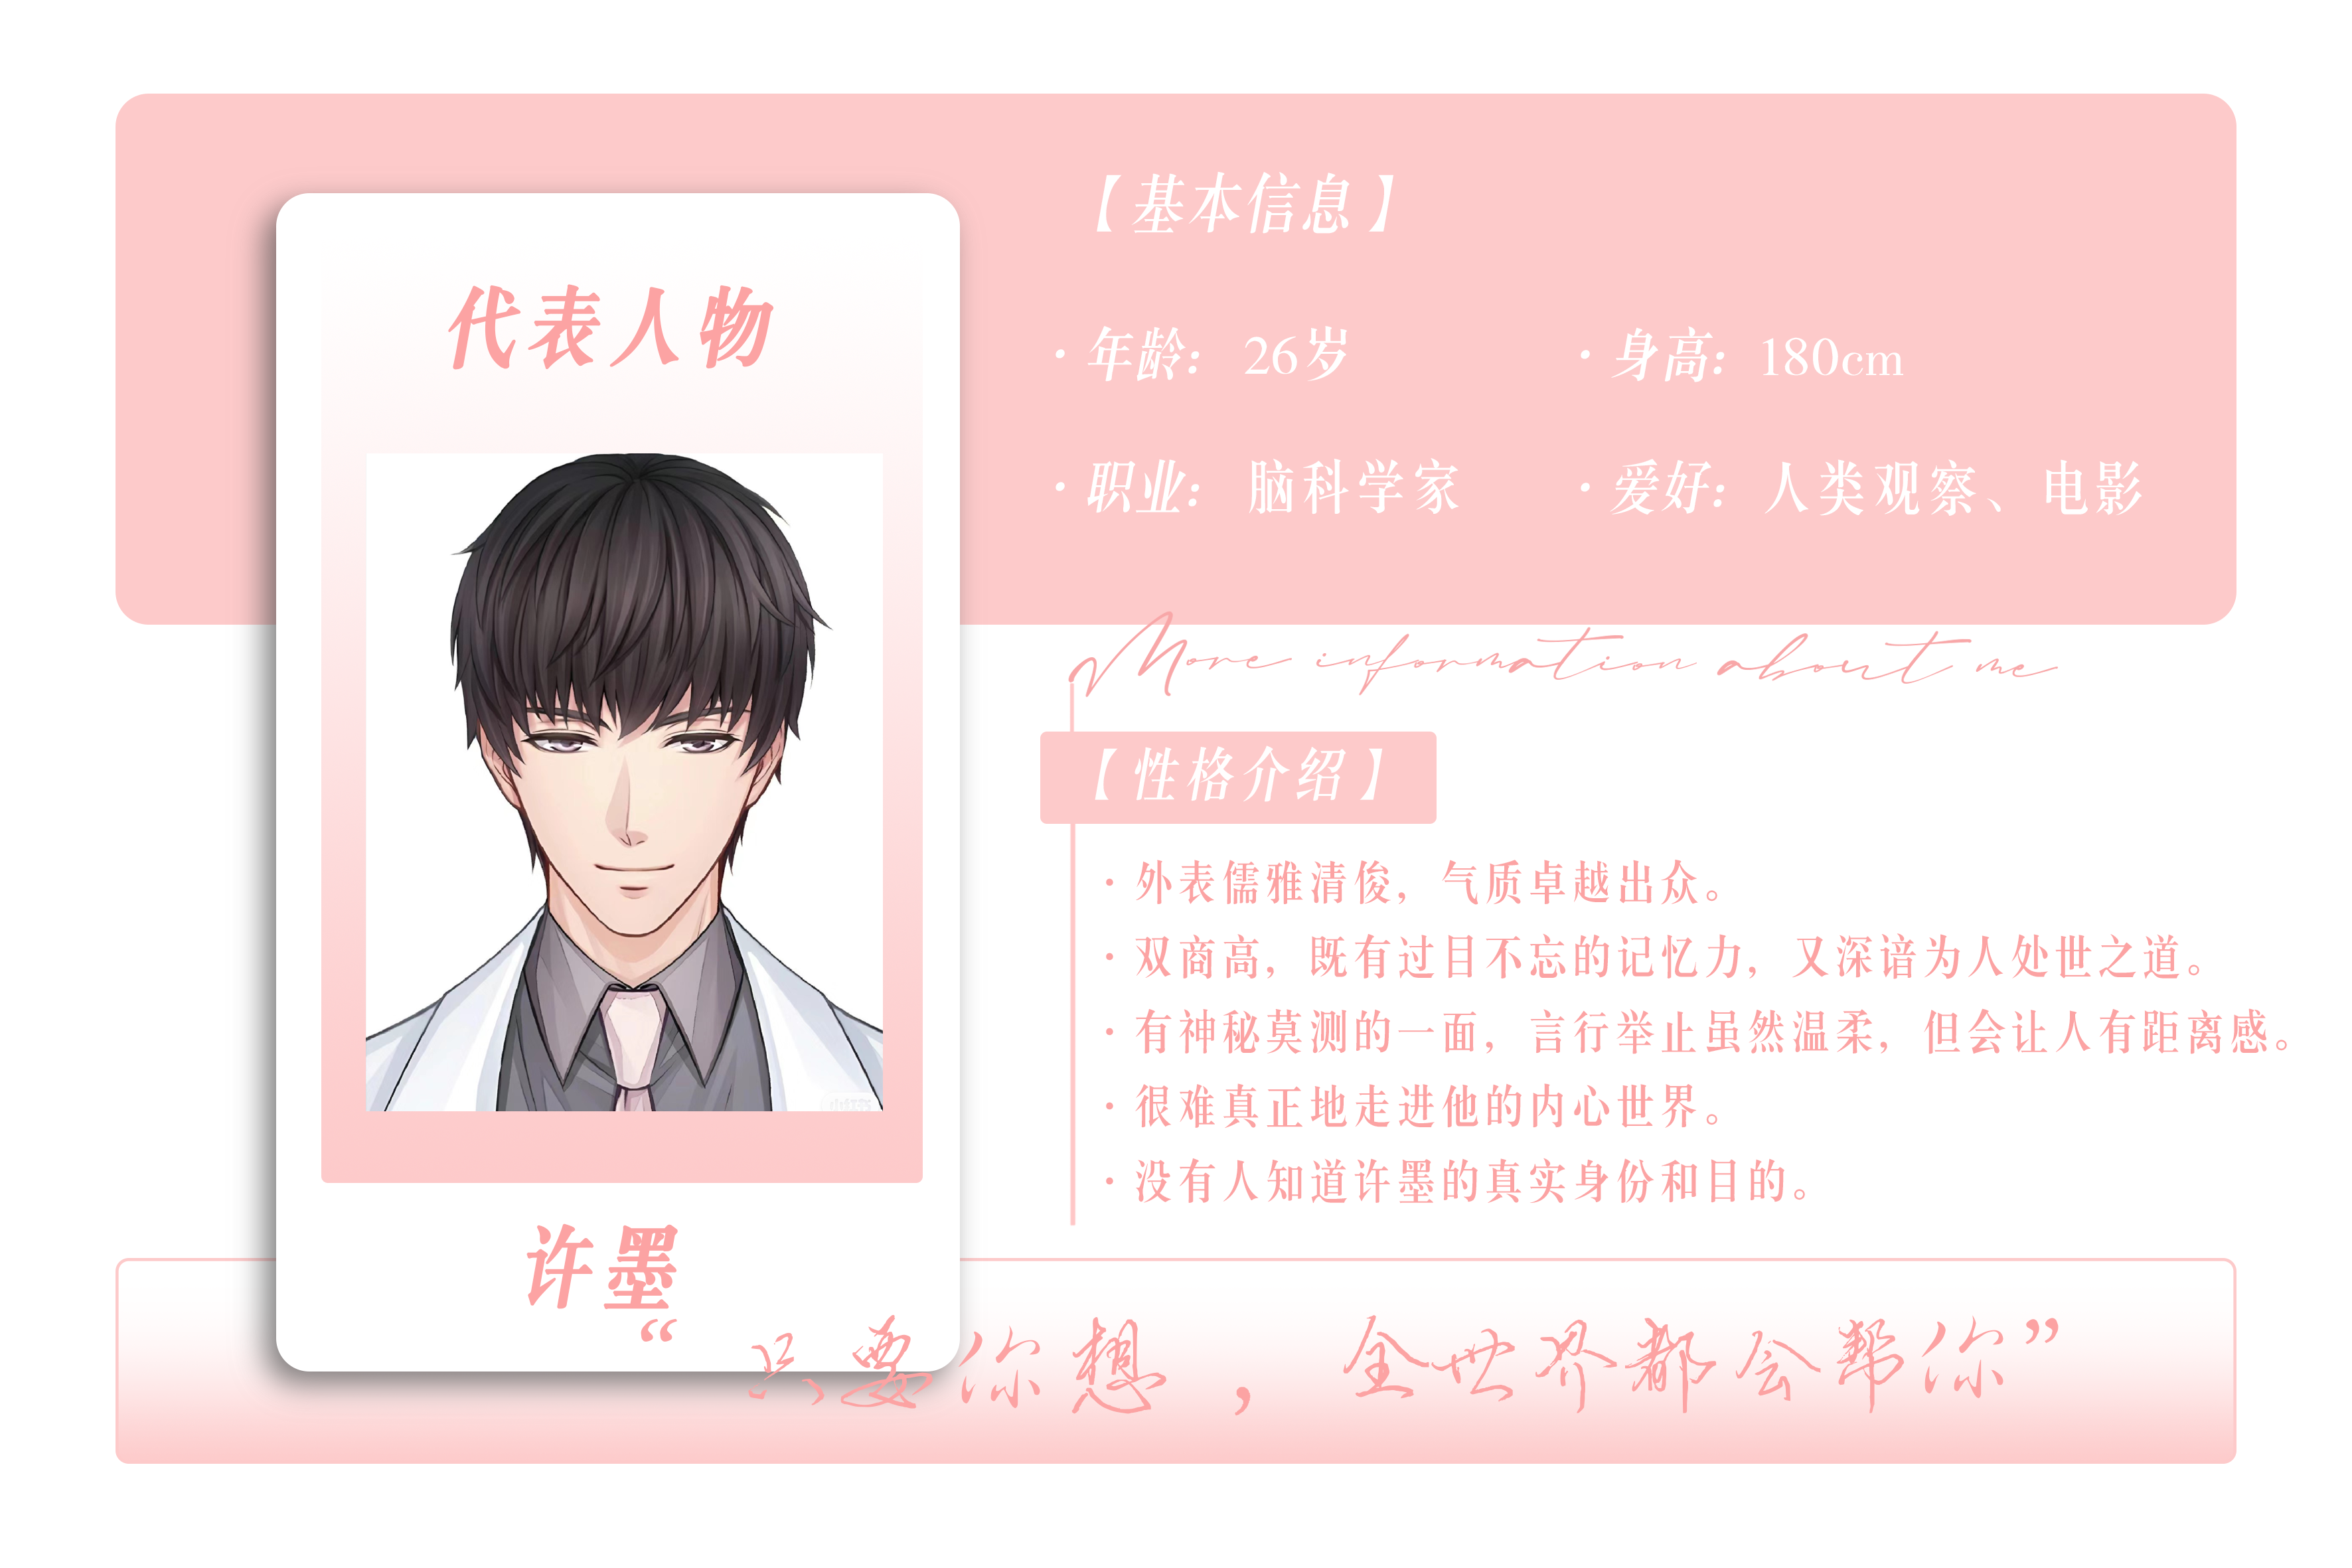 代表人物
许墨
【基本信息】
·年龄：26岁 ·身高：180cm
·职业：脑科学家 ·爱好：人类观察、电影
More information about me
【性格介绍】
·外表儒雅清俊，气质卓越出众。
·双商高，既有过目不忘的记忆力，又深谙为人处世之道。
·有神秘莫测的一面，言行举止虽然温柔，但会让人有距离感。
·很难真正地走进他的内心世界。
·没有人知道许墨的真实身份和目的。
“只要你想，全世界都会帮你”